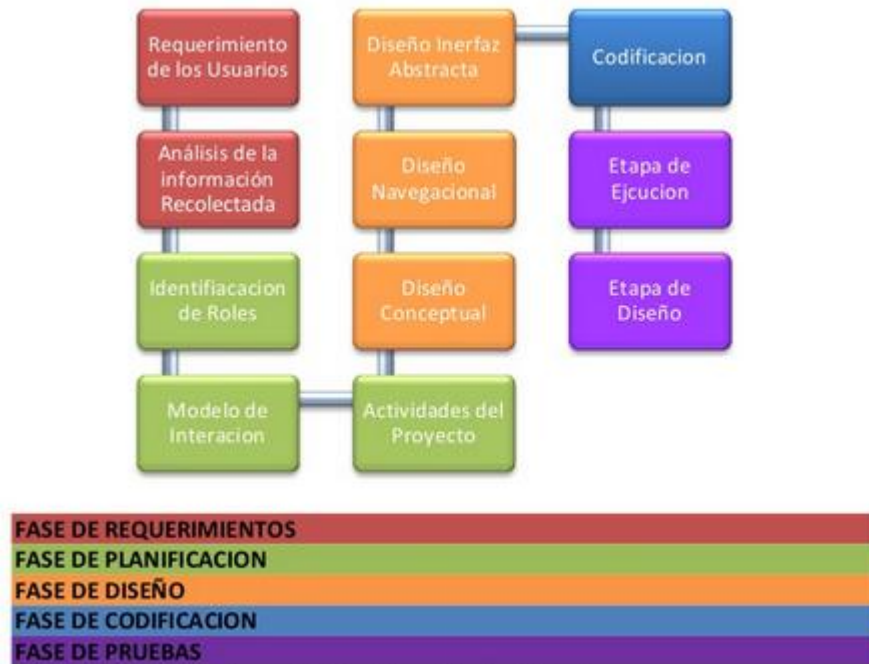 Requerimiento
de los Usuarios
Análisis de la
información
Recolectada
Identifiacacion
de Roles
Modelo de
Interacion
Actividades del
Proyecto
Diseño
Conceptual
Diseño
Navegacional
Diseño Inerfaz
Abstracta
Codificacion
Etapa de
Ejcucion
Etapa de
Diseño
FASE DE REQUERIMIENTOS
FASE DE PLANIFICACION
FASE DE DISEÑO
FASE DE CODIFICACION
FASE DE PRUEBAS